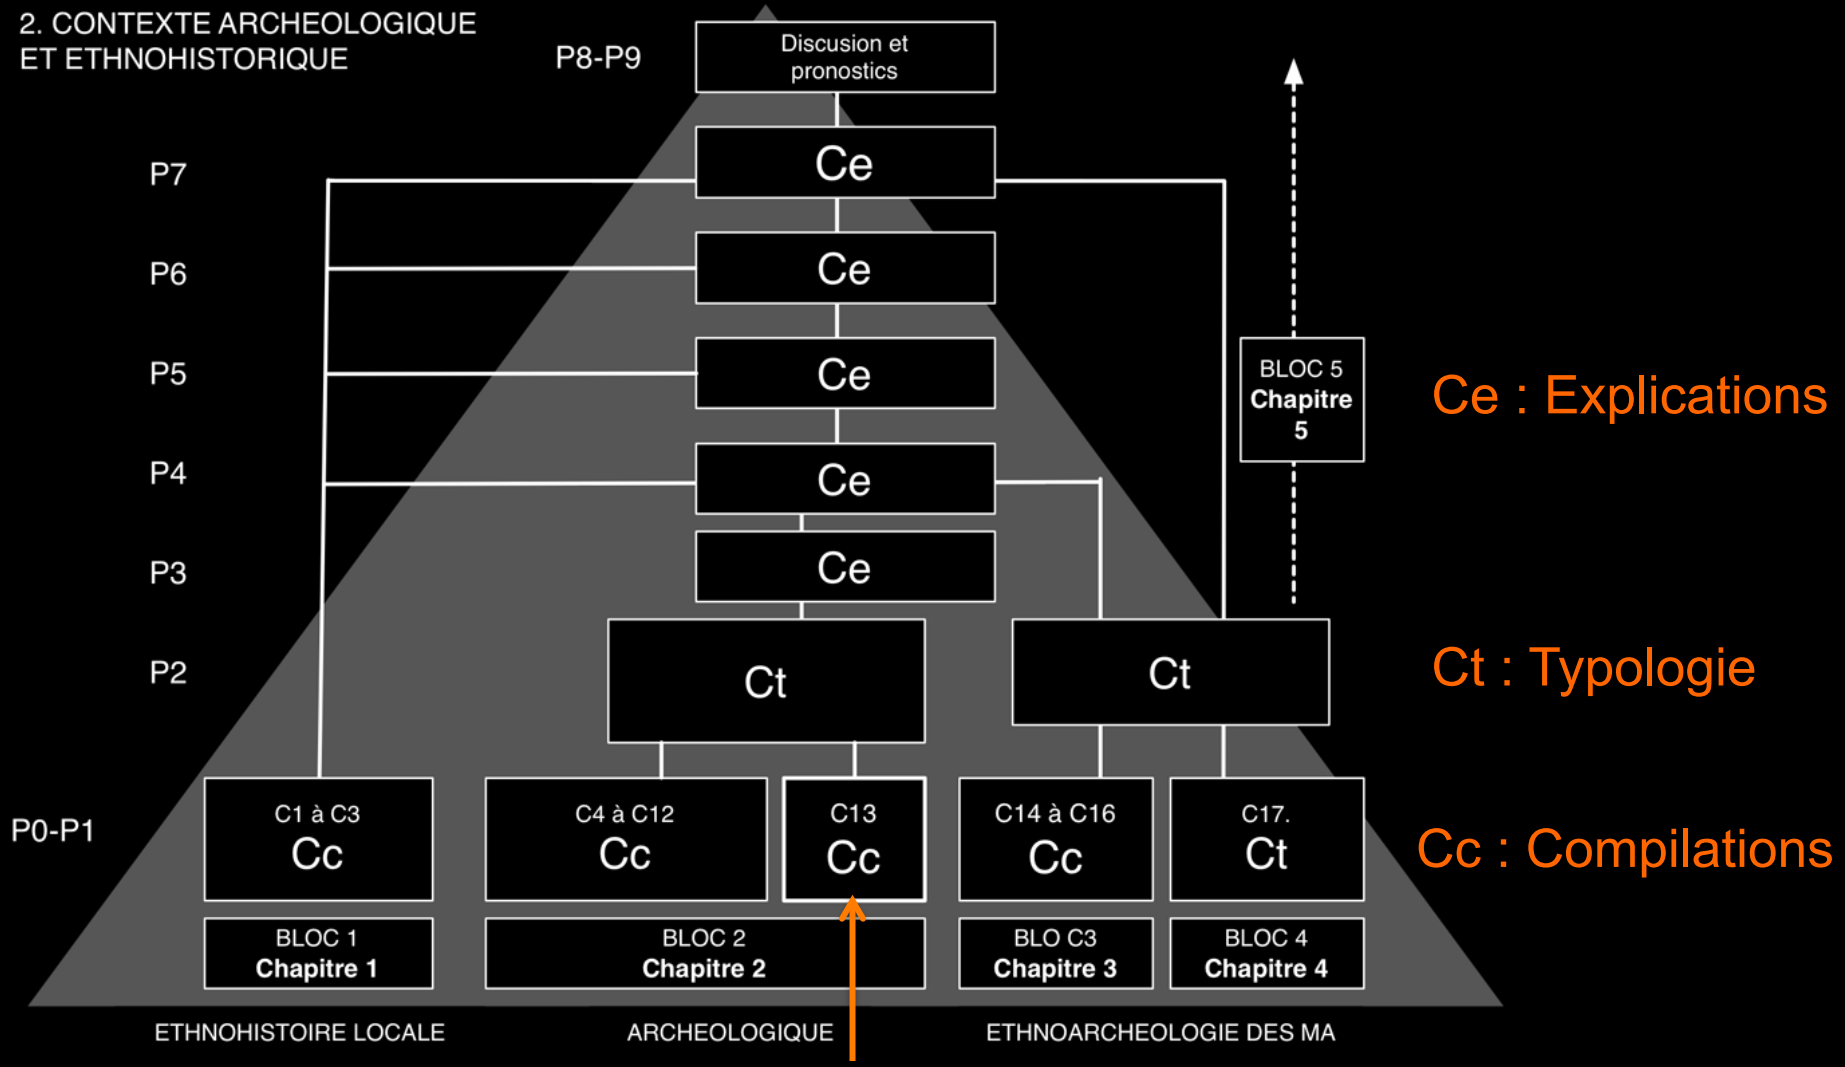 2. CONTEXTE ARCHEOLOGIQUE
ET ETHNOHISTORIQUE
P8-P9
Discusion et
pronostics
P7
Ce
P6
Ce
P5
Ce
BLOC 5
Chapitre
5
Ce : Explications
P4
Ce
P3
Ce
P2
Ct
Ct
Ct : Typologie
P0-P1
C1 à C3
Cc
C4 à C12
Cc
C13
Cc
C14 à C16
Cc
C17.
Ct
Cc : Compilations
BLOC 1
Chapitre 1
BLOC 2
Chapitre 2
BLO C3
Chapitre 3
BLOC 4
Chapitre 4
ETHNOHISTOIRE LOCALE
ARCHEOLOGIQUE
ETHNOARCHEOLOGIE DES MA